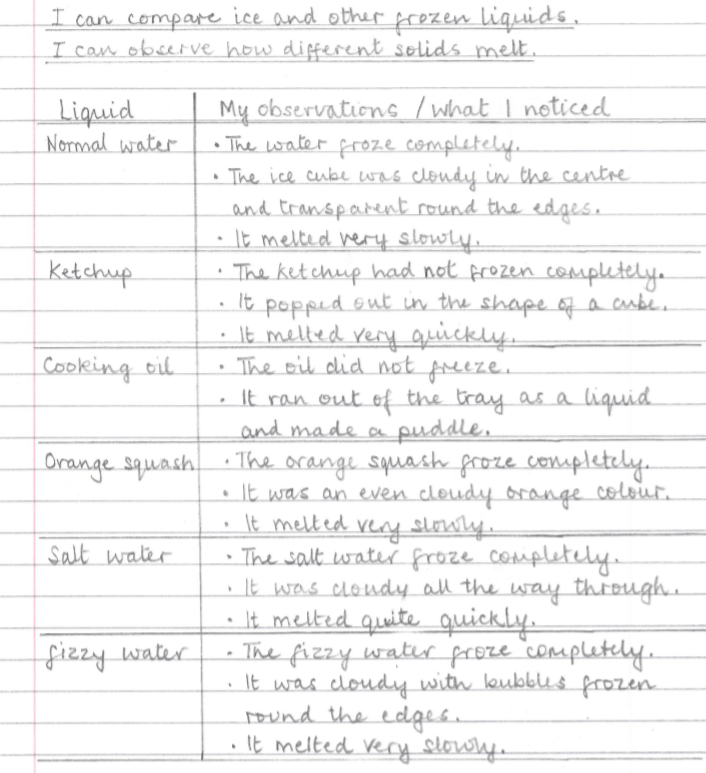 I can compare ice and other frozen liquids.
I can observe how different solids melt.
Liquid My observations / what I noticed
Normal water • The water froze completely.
• The ice cube was cloudy in the centre
and transparent round the edges.
• It melted very slowly.
Ketchup • The ketchup had not frozen completely.
• It popped out in the shape of a cube.
• It melted very quickly.
Cooking oil • The oil did not freeze.
• It ran out of the tray as a liquid
and made a puddle.
Orange squash • The orange squash froze completely.
• It was an even cloudy orange colour.
• It melted very slowly.
Salt water • The salt water froze completely.
• It was cloudy all the way through.
• It melted quite quickly.
fizzy water • The fizzy water froze completely.
• It was cloudy with bubbles frozen
round the edges.
• It melted very slowly.